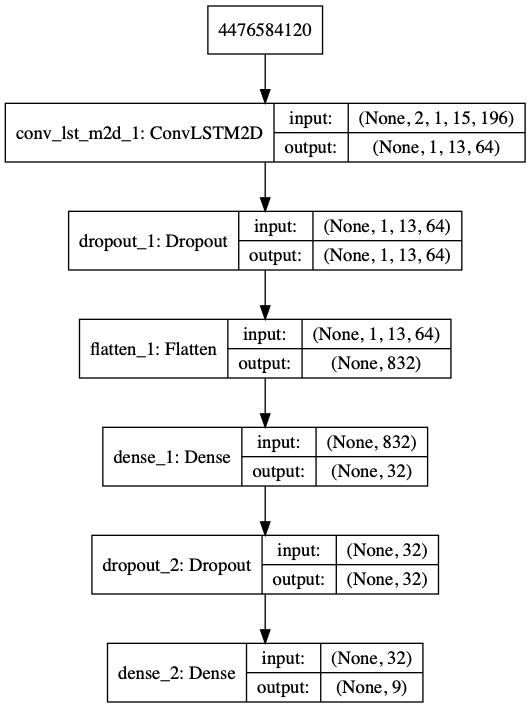 4476584120
conv_lst_m2d_1: ConvLSTM2D
input: (None, 2, 1, 15, 196)
output: (None, 1, 13, 64)
dropout_1: Dropout
input: (None, 1, 13, 64)
output: (None, 1, 13, 64)
flatten_1: Flatten
input: (None, 1, 13, 64)
output: (None, 832)
dense_1: Dense
input: (None, 832)
output: (None, 32)
dropout_2: Dropout
input: (None, 32)
output: (None, 32)
dense_2: Dense
input: (None, 32)
output: (None, 9)